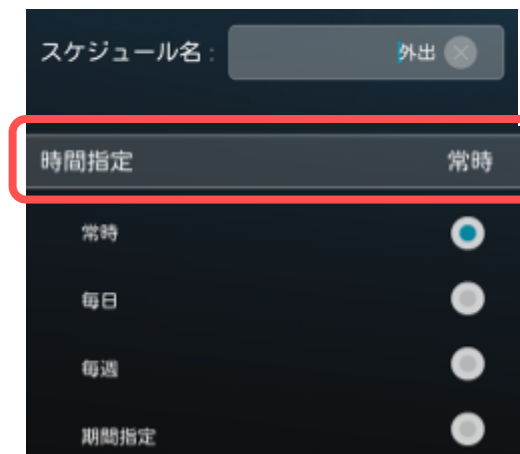 スケジュール名 : 外出
時間指定 常時
常時
毎日
毎週
期間指定